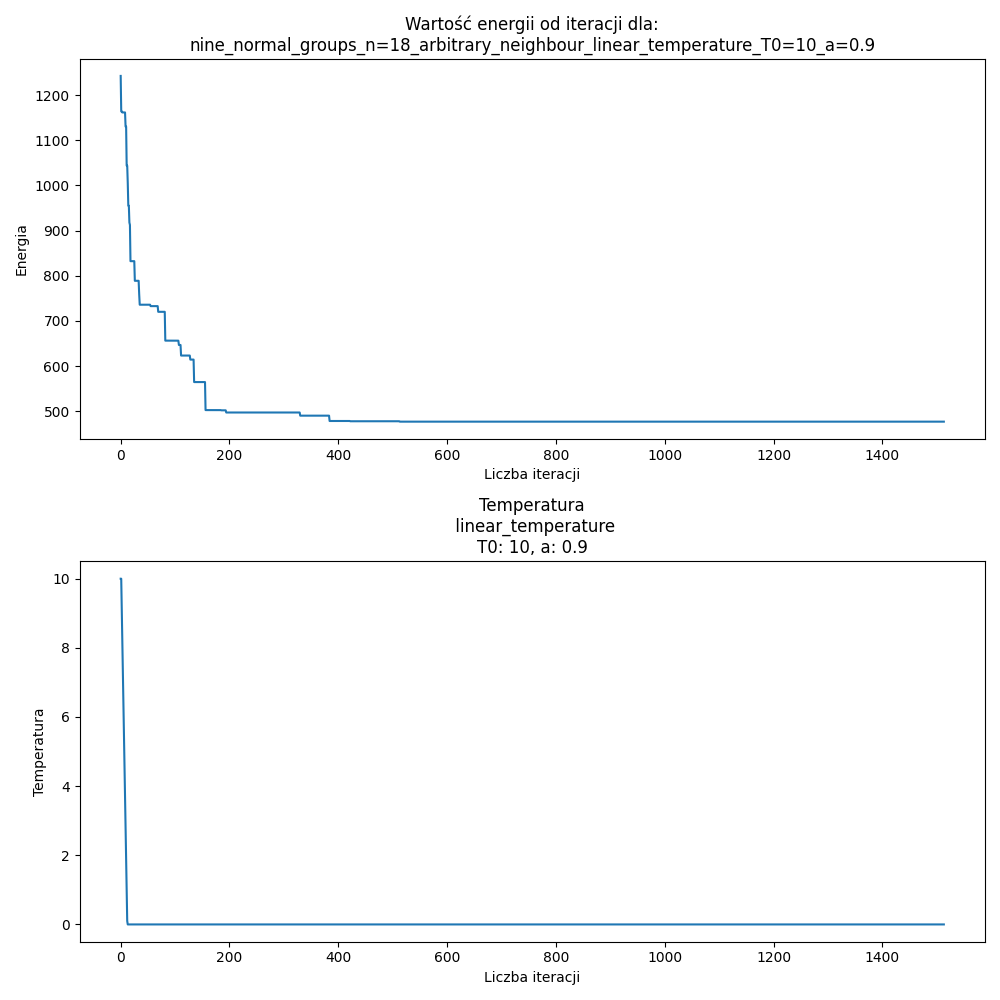 Wartość energii od iteracji dla:
nine_normal_groups_n=18_arbitrary_neighbour_linear_temperature_T0=10_a=0.9
1200
1100
1000
900
800
700
600
500
Energia
0 200 400 600 800 1000 1200 1400
Liczba iteracji
Temperatura
linear_temperature
T0: 10, a: 0.9
10
8
6
4
2
0
Temperatura
0 200 400 600 800 1000 1200 1400
Liczba iteracji